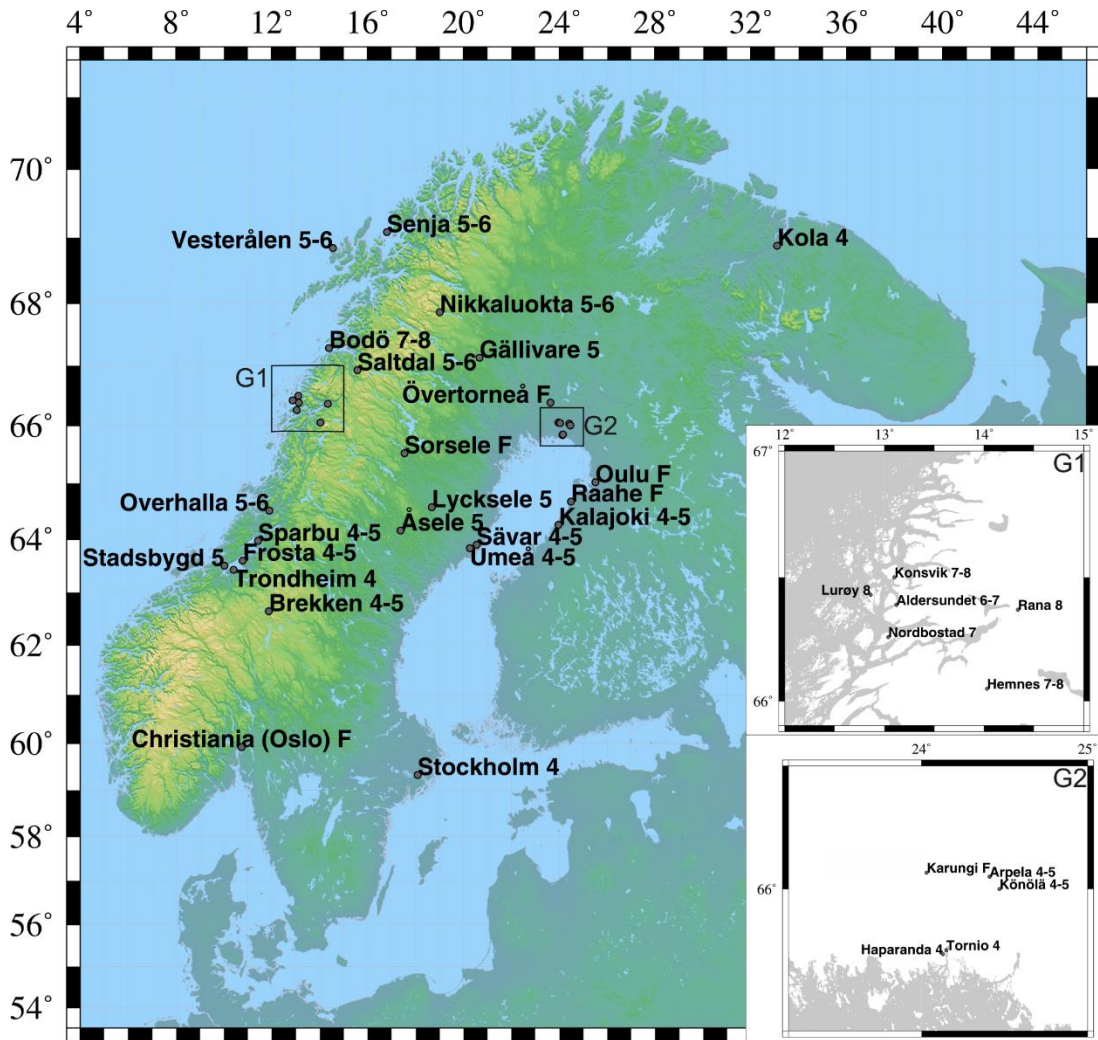 4° 8° 12° 16° 20° 24° 28° 32° 36° 40° 44°
70°
Senja 5-6
Vesterålen 5-6
Kola 4
68°
Nikkaluokta 5-6
Bodö 7-8
Gällivare 5
Saltdal 5-6
G1
Övertorneå F
66°
G2
Sorsele F
Oulu F
Overhalla 5-6
Lycksele 5
Raahe F
Åsele 5
Kalajoki 4-5
64°
Sparbu 4-5
Sävar 4-5
Stadsbygd 5
Frosta 4-5
Umeå 4-5
Trondheim 4
Brekken 4-5
62°
60°
Christiania (Oslo) F
Stockholm 4
58°
56°
54°
12° 13° 14° 15°
67°
G1
Konsvik 7-8
Lurøy 8
Aldersundet 6-7
Rana 8
Nordbostad 7
Hemnes 7-8
66°
24° 25°
G2
Karungi F
Arpela 4-5
66°
Könölä 4-5
Haparanda 4
Tornio 4